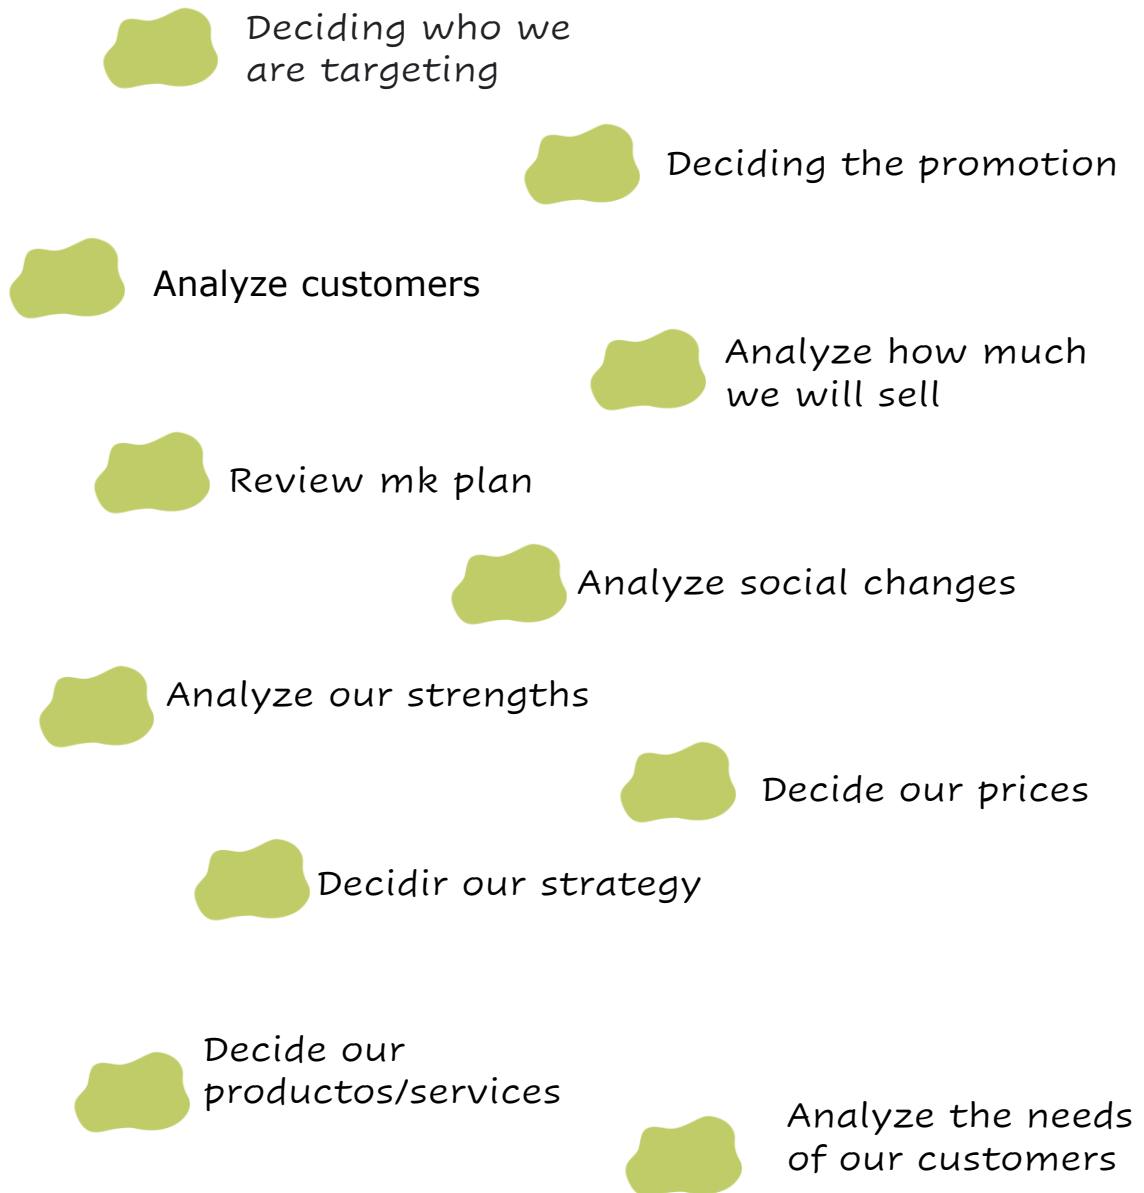 Deciding who we
are targeting
Deciding the promotion
Analyze customers
Analyze how much
we will sell
Review mk plan
Analyze social changes
Analyze our strengths
Decide our prices
Decidir our strategy
Decide our
productos/services
Analyze the needs
of our customers